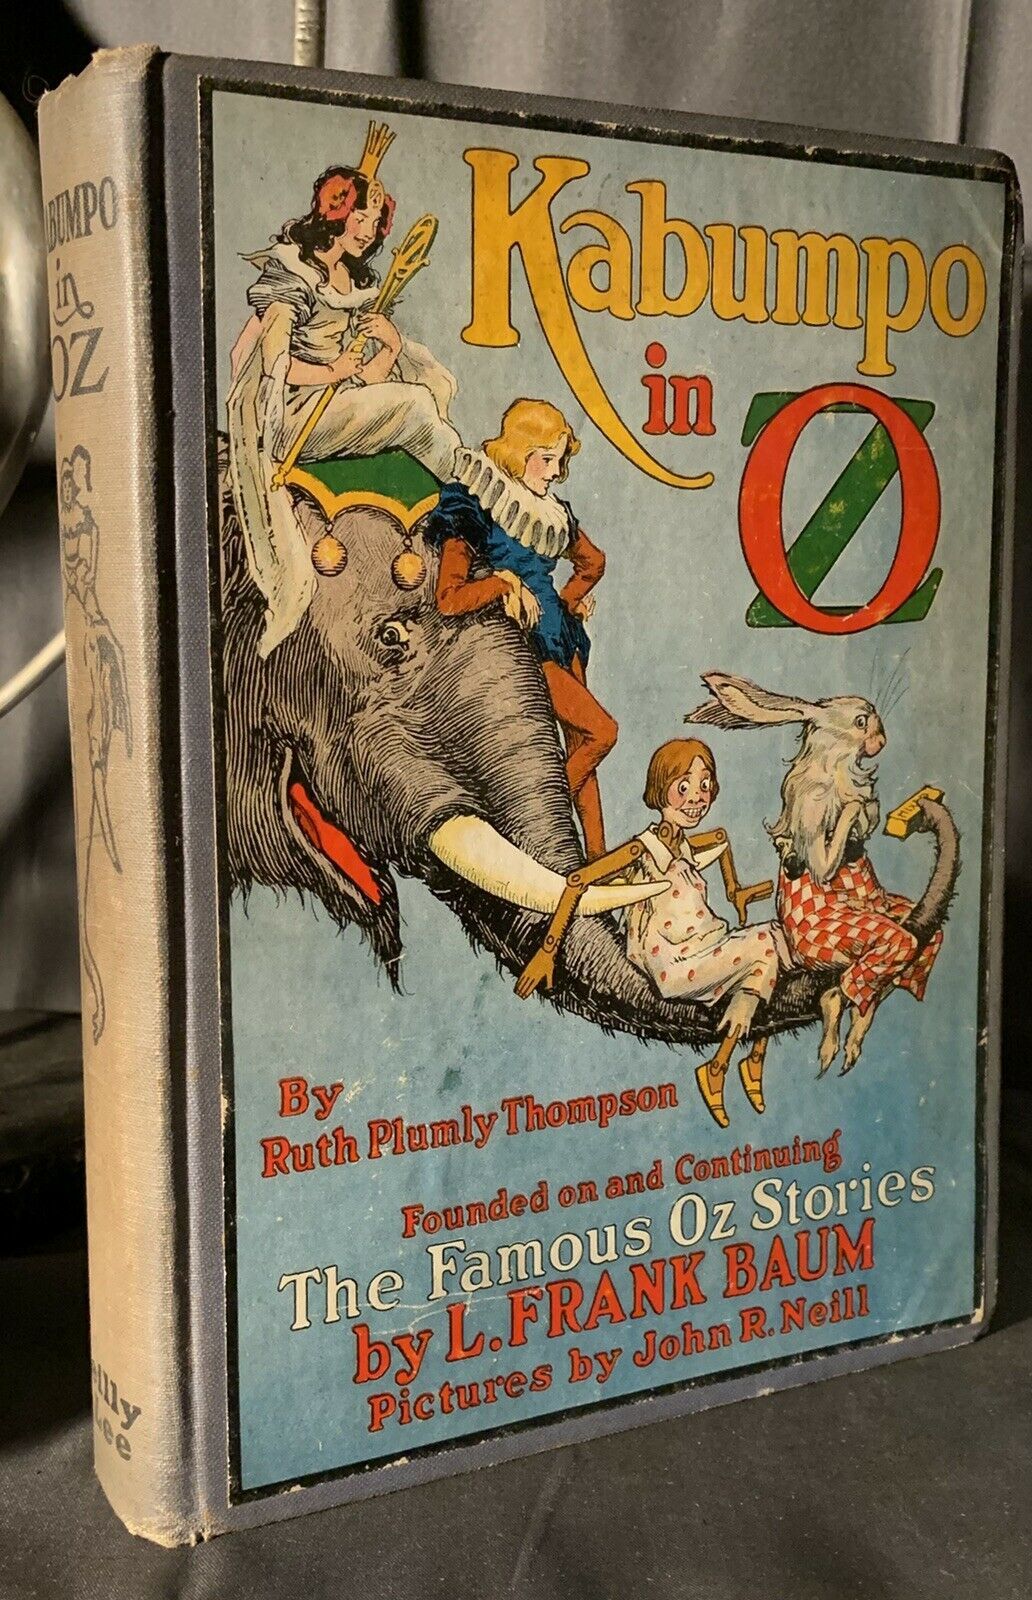 Kabumpo
in
OZ
By
Ruth Plumly Thompson
Founded on and Continuing
The Famous Oz Stories
by L. FRANK BAUM
Pictures by John R. Neill
in
OZ
Lee